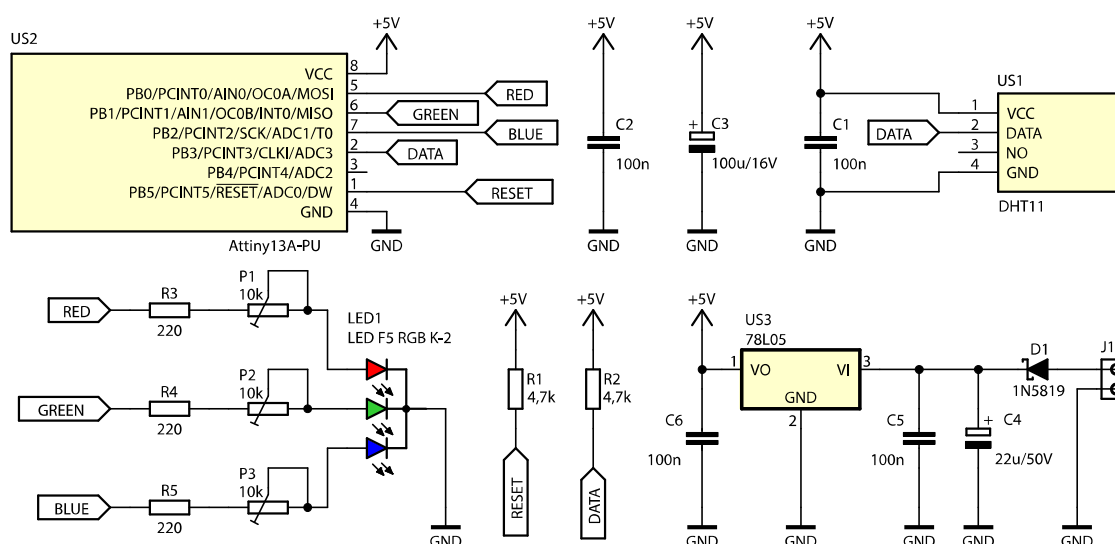 US2
VCC 8
PB0/PCINT0/AIN0/OC0A/MOSI 5 RED
PB1/PCINT1/AIN1/OC0B/INT0/MISO 6 GREEN
PB2/PCINT2/SCK/ADC1/T0 7 BLUE
PB3/PCINT3/CLKI/ADC3 2 DATA
PB4/PCINT4/ADC2 3
PB5/PCINT5/RESET/ADC0/DW 1 RESET
GND 4
Attiny13A-PU
+5V
GND
+5V
C2
100n
GND
+5V
+
C3
100u/16V
GND
+5V
C1
100n
GND
US1
1 VCC
DATA 2 DATA
3 NO
4 GND
DHT11
RED
R3
220
P1
10k
GREEN
R4
220
P2
10k
BLUE
R5
220
P3
10k
LED1
LED F5 RGB K-2
GND
+5V
R1
4,7k
RESET
+5V
R2
4,7k
DATA
+5V
C6
100n
GND
US3
78L05
1 VO VI 3
GND
2
GND
C5
100n
GND
+
C4
22u/50V
GND
D1
1N5819
J1
GND